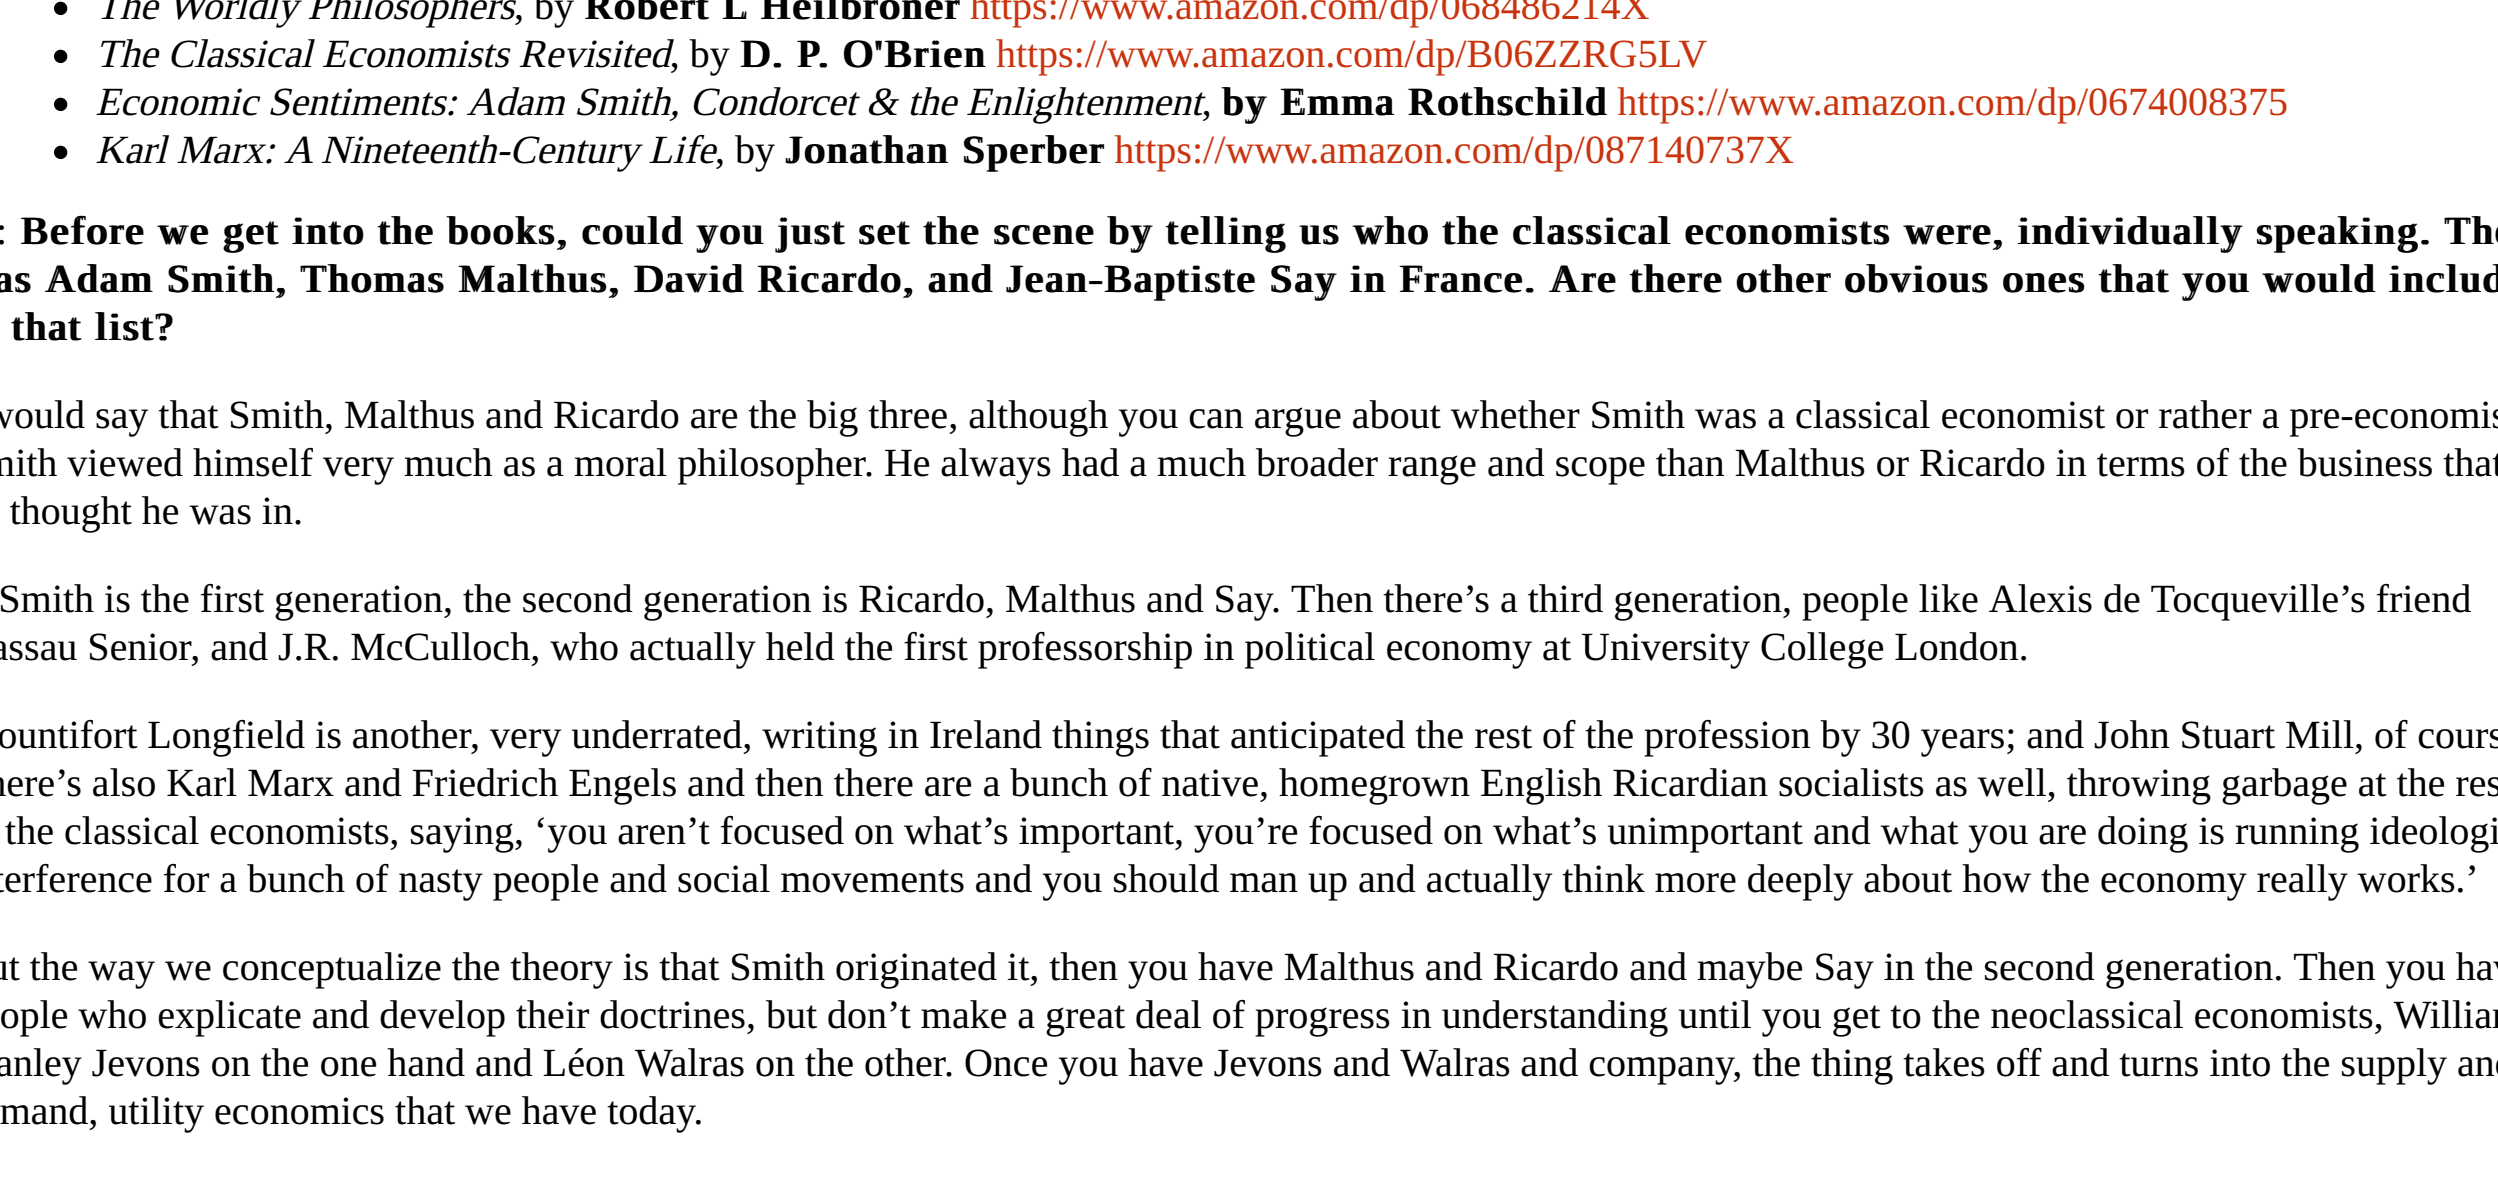 The Worldly Philosophers, by Robert L Heilbroner https://www.amazon.com/dp/068486214X
The Classical Economists Revisited, by D. P. O'Brien https://www.amazon.com/dp/B06ZZRG5LV
Economic Sentiments: Adam Smith, Condorcet & the Enlightenment, by Emma Rothschild https://www.amazon.com/dp/0674008375
Karl Marx: A Nineteenth-Century Life, by Jonathan Sperber https://www.amazon.com/dp/087140737X
: Before we get into the books, could you just set the scene by telling us who the classical economists were, individually speaking. The
as Adam Smith, Thomas Malthus, David Ricardo, and Jean-Baptiste Say in France. Are there other obvious ones that you would includ
that list?
would say that Smith, Malthus and Ricardo are the big three, although you can argue about whether Smith was a classical economist or rather a pre-economis
mith viewed himself very much as a moral philosopher. He always had a much broader range and scope than Malthus or Ricardo in terms of the business that
thought he was in.
Smith is the first generation, the second generation is Ricardo, Malthus and Say. Then there’s a third generation, people like Alexis de Tocqueville’s friend
assau Senior, and J.R. McCulloch, who actually held the first professorship in political economy at University College London.
ountifort Longfield is another, very underrated, writing in Ireland things that anticipated the rest of the profession by 30 years; and John Stuart Mill, of cours
here’s also Karl Marx and Friedrich Engels and then there are a bunch of native, homegrown English Ricardian socialists as well, throwing garbage at the res
the classical economists, saying, ‘you aren’t focused on what’s important, you’re focused on what’s unimportant and what you are doing is running ideologi
terference for a bunch of nasty people and social movements and you should man up and actually think more deeply about how the economy really works.’
ut the way we conceptualize the theory is that Smith originated it, then you have Malthus and Ricardo and maybe Say in the second generation. Then you hav
ople who explicate and develop their doctrines, but don’t make a great deal of progress in understanding until you get to the neoclassical economists, William
anley Jevons on the one hand and Léon Walras on the other. Once you have Jevons and Walras and company, the thing takes off and turns into the supply and
mand, utility economics that we have today.